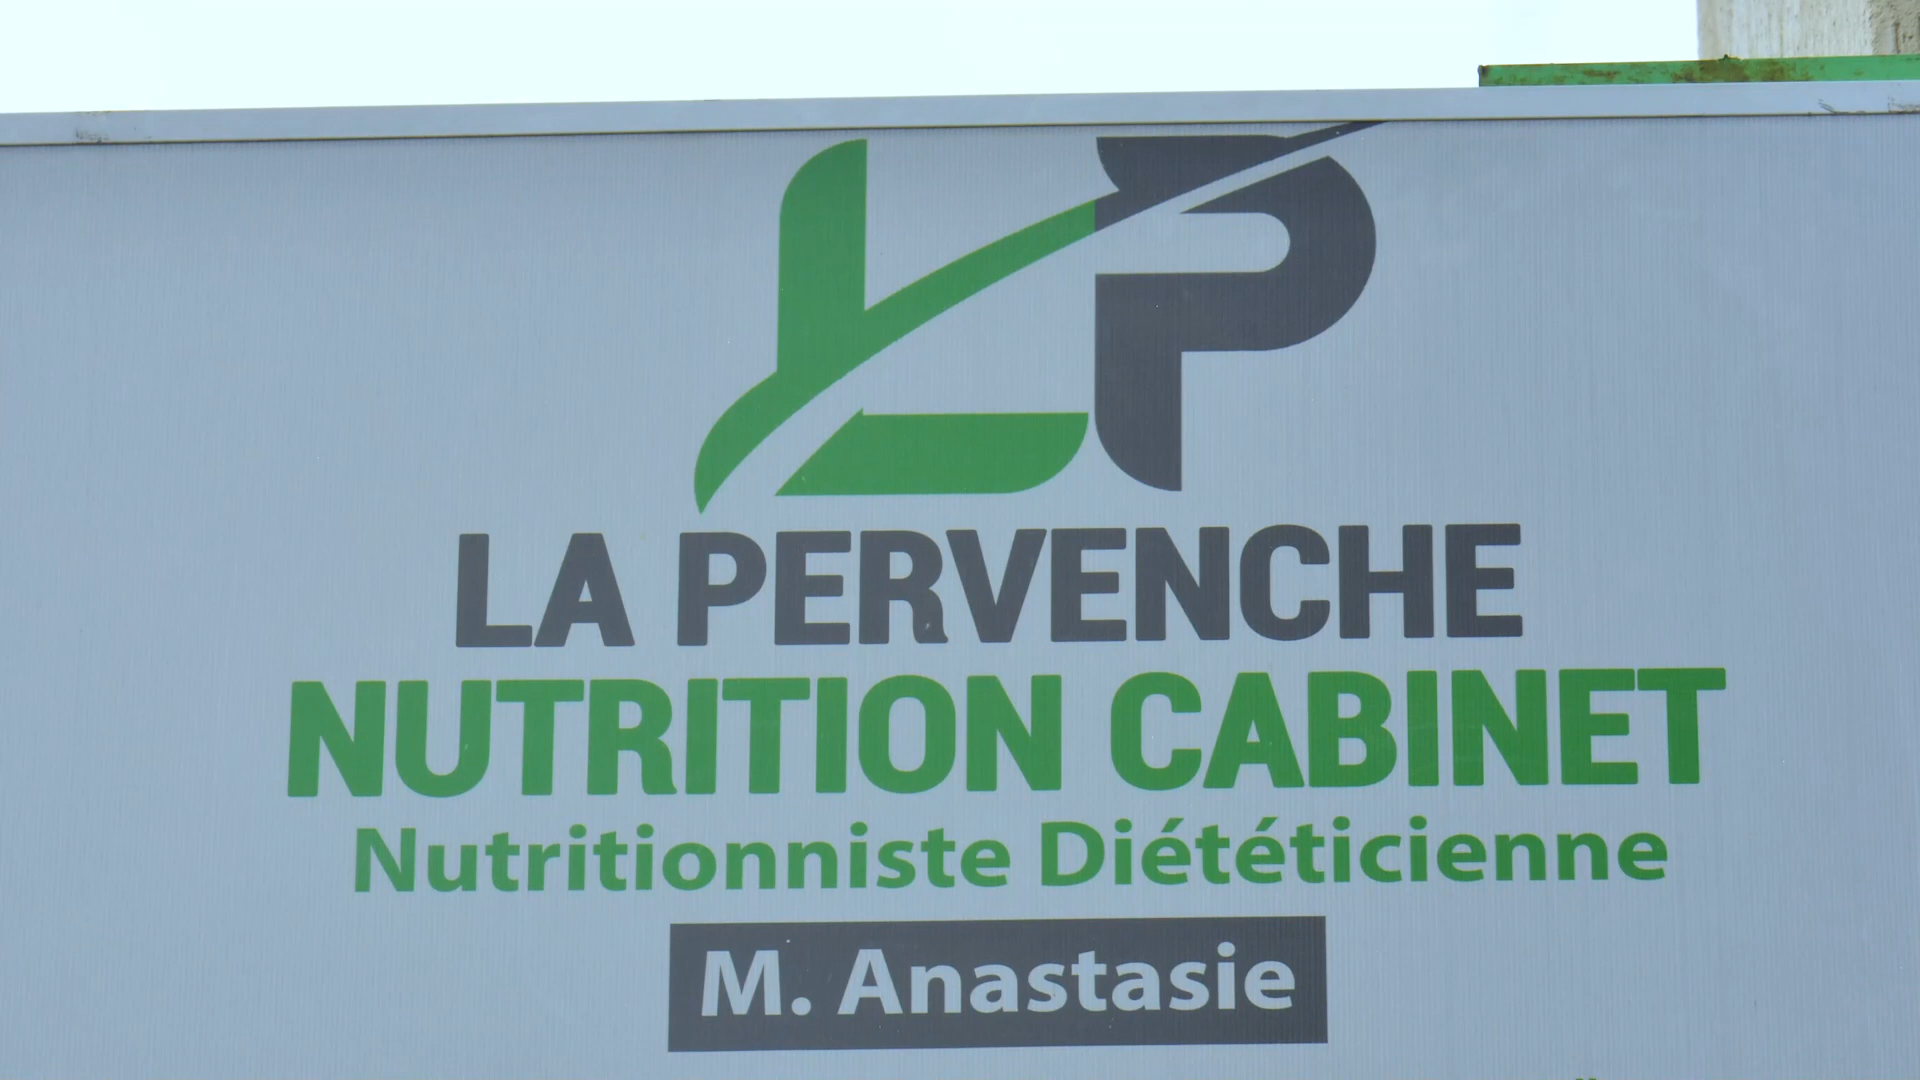 LP
LA PERVENCHE
NUTRITION CABINET
Nutritionniste Diététicienne
M. Anastasie